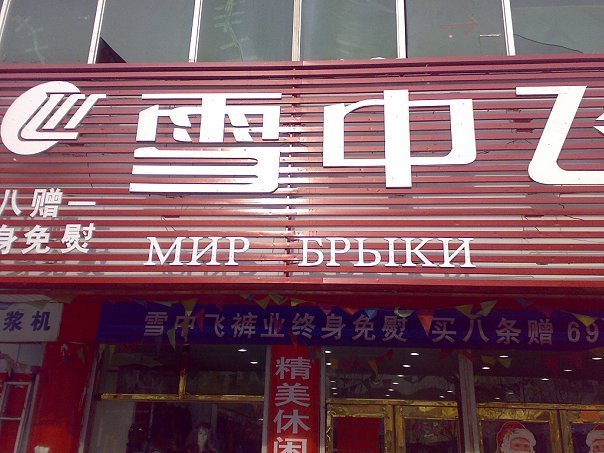 雪中飞
八赠一
身免熨
МИР БРЫКИ
浆机
雪中飞裤业终身免熨 买八条赠 69
精美休闲